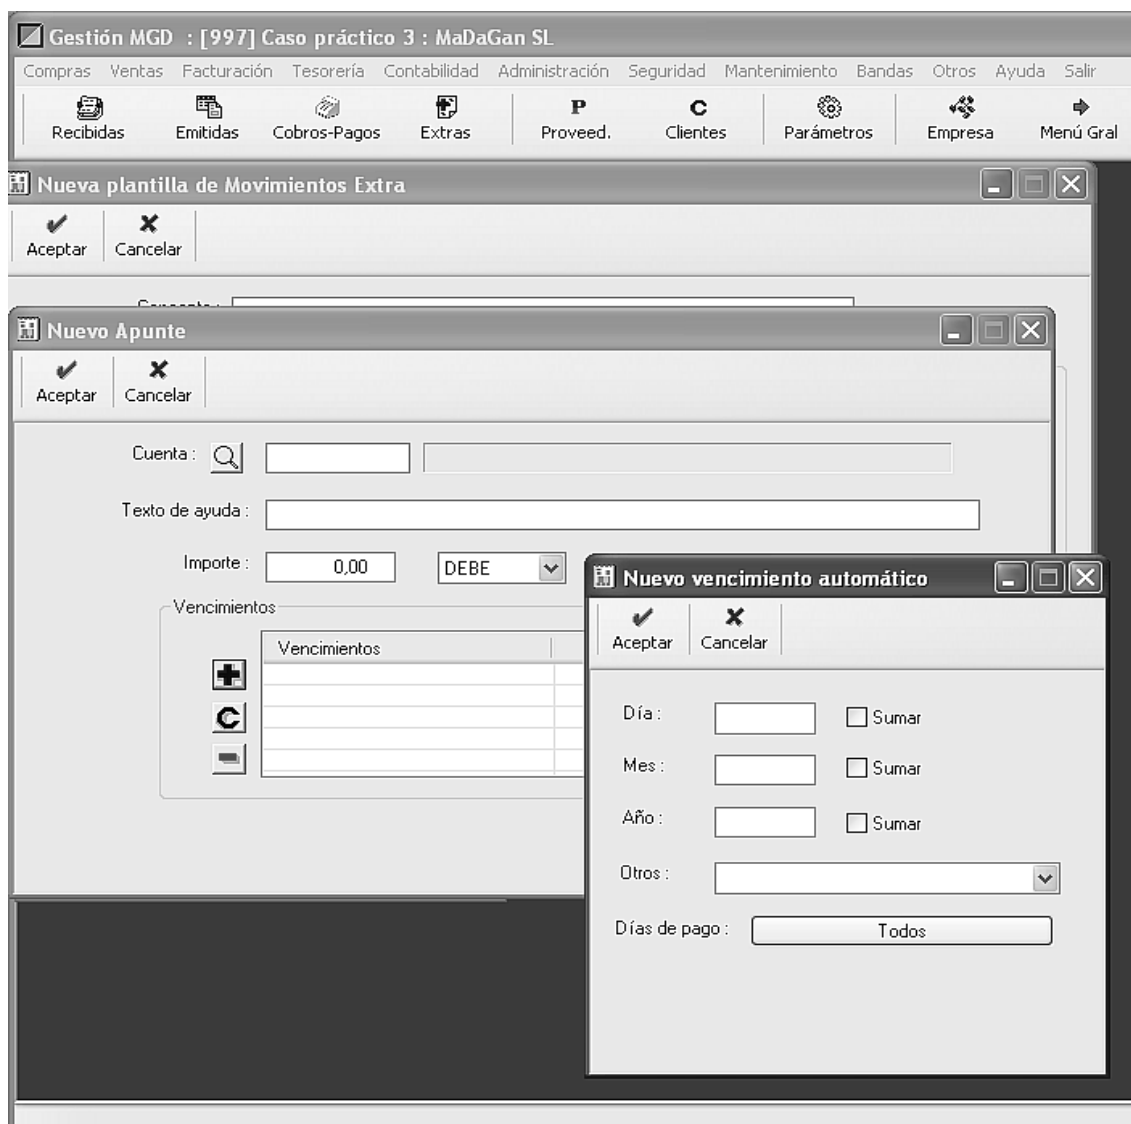 Gestión MGD : [997] Caso práctico 3 : MaDaGan SL
Compras Ventas Facturación Tesorería Contabilidad Administración Seguridad Mantenimiento Bandas Otros Ayuda Salir
Recibidas Emitidas Cobros-Pagos Extras P Proveed. C Clientes Parámetros Empresa Menú Gral
Nueva plantilla de Movimientos Extra
Aceptar Cancelar
Nuevo Apunte
Aceptar Cancelar
Cuenta :
Texto de ayuda :
Importe : 0,00 DEBE
Vencimientos
Vencimientos
C
Nuevo vencimiento automático
Aceptar Cancelar
Día : Sumar
Mes : Sumar
Año : Sumar
Otros :
Días de pago : Todos